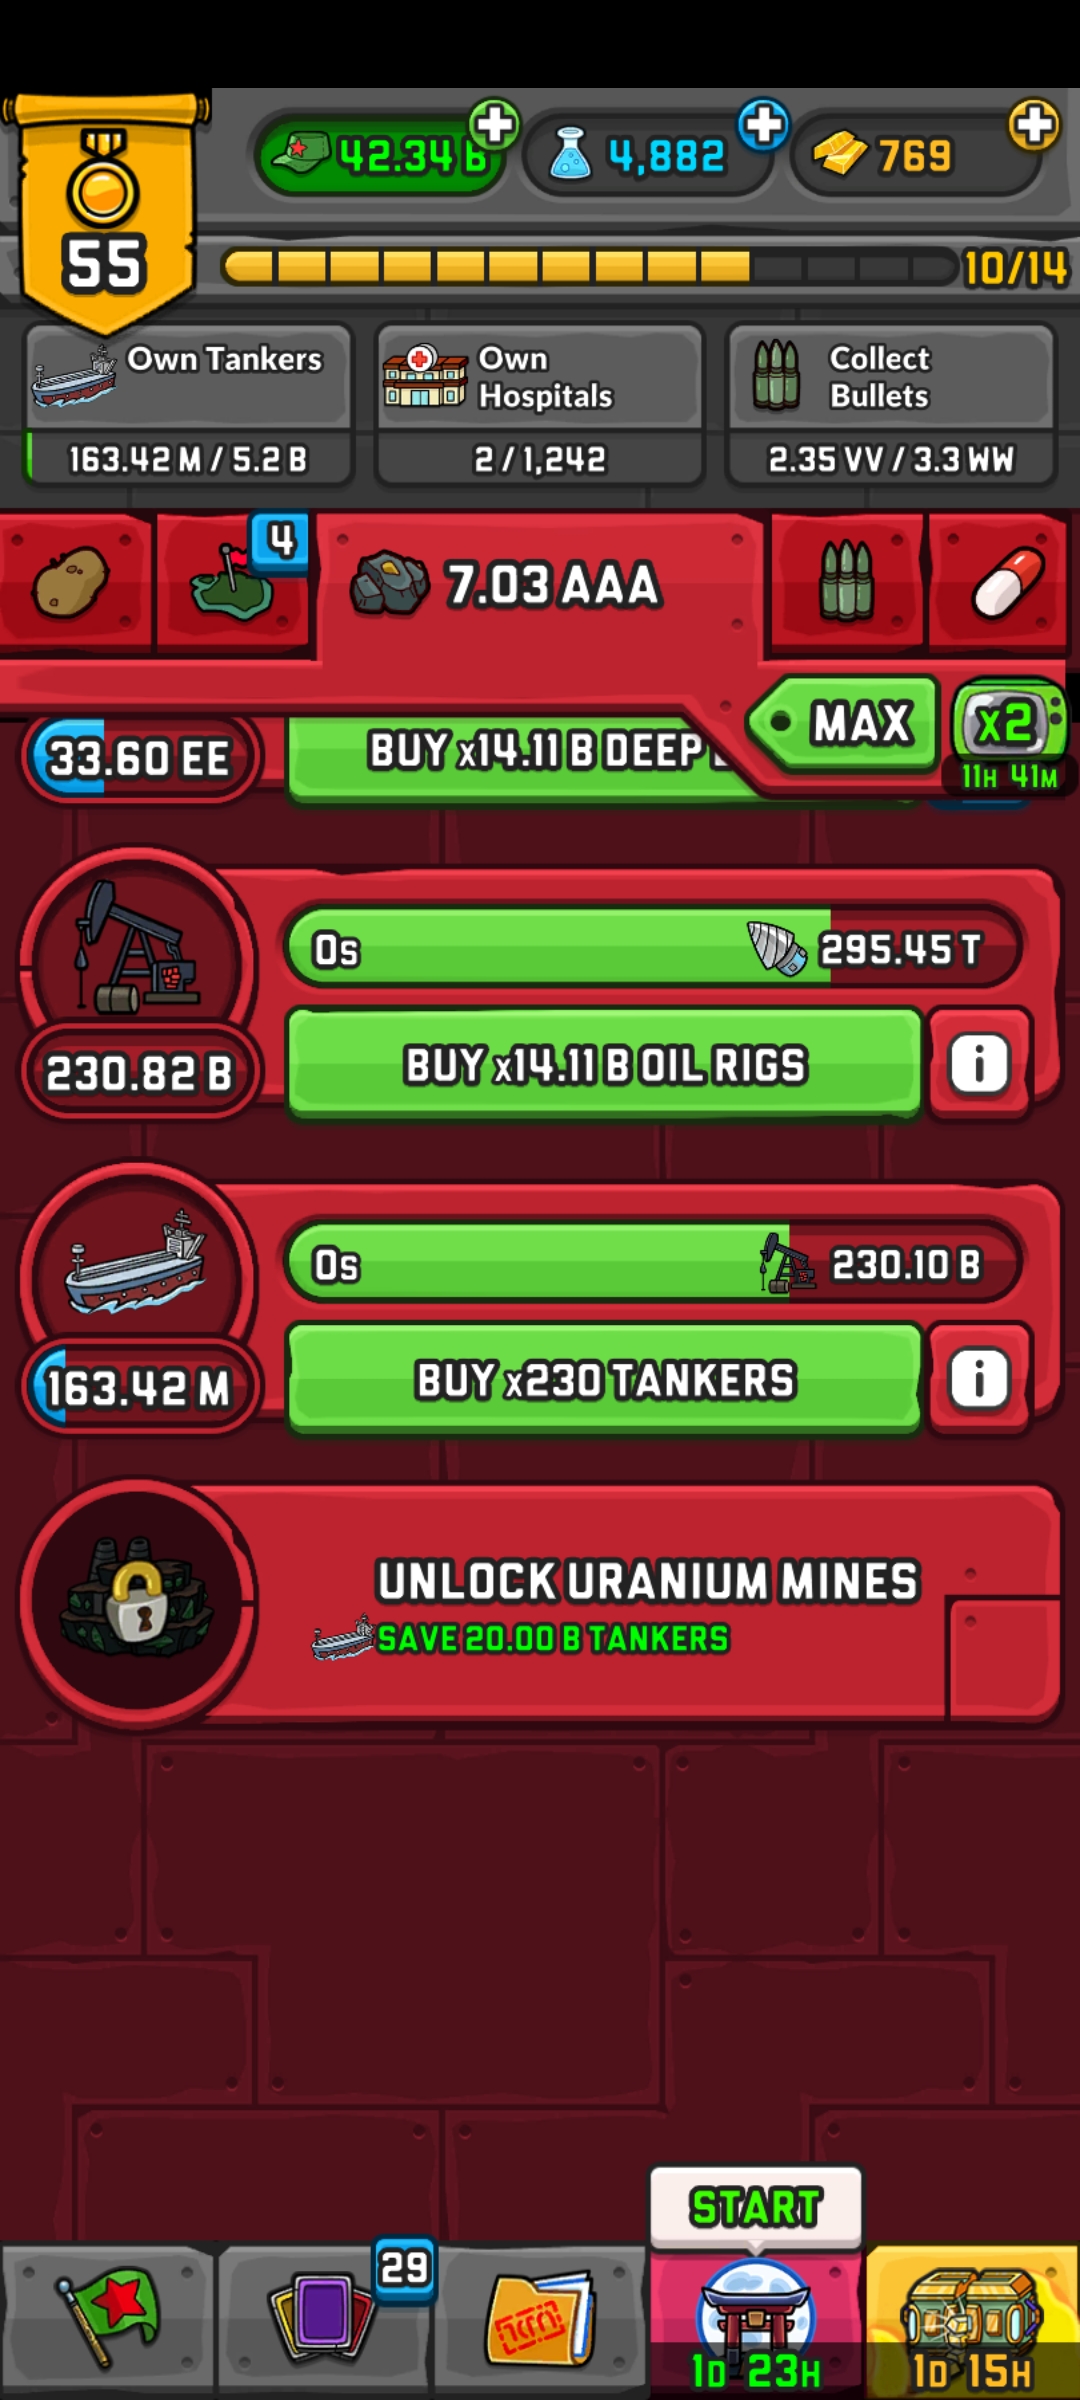 42.34 B
4,882
769
55
10/14
Own Tankers
163.42 M / 5.2 B
Own
Hospitals
2 / 1,242
Collect
Bullets
2.35 VV / 3.3 WW
4
7.03 AAA
MAX
x2
11H 41M
33.60 EE
BUY x14.11 B DEEP
0s
295.45 T
230.82 B
BUY x14.11 B OIL RIGS
i
0s
230.10 B
163.42 M
BUY x230 TANKERS
i
UNLOCK URANIUM MINES
SAVE 20.00 B TANKERS
START
29
1D 23H
1D 15H